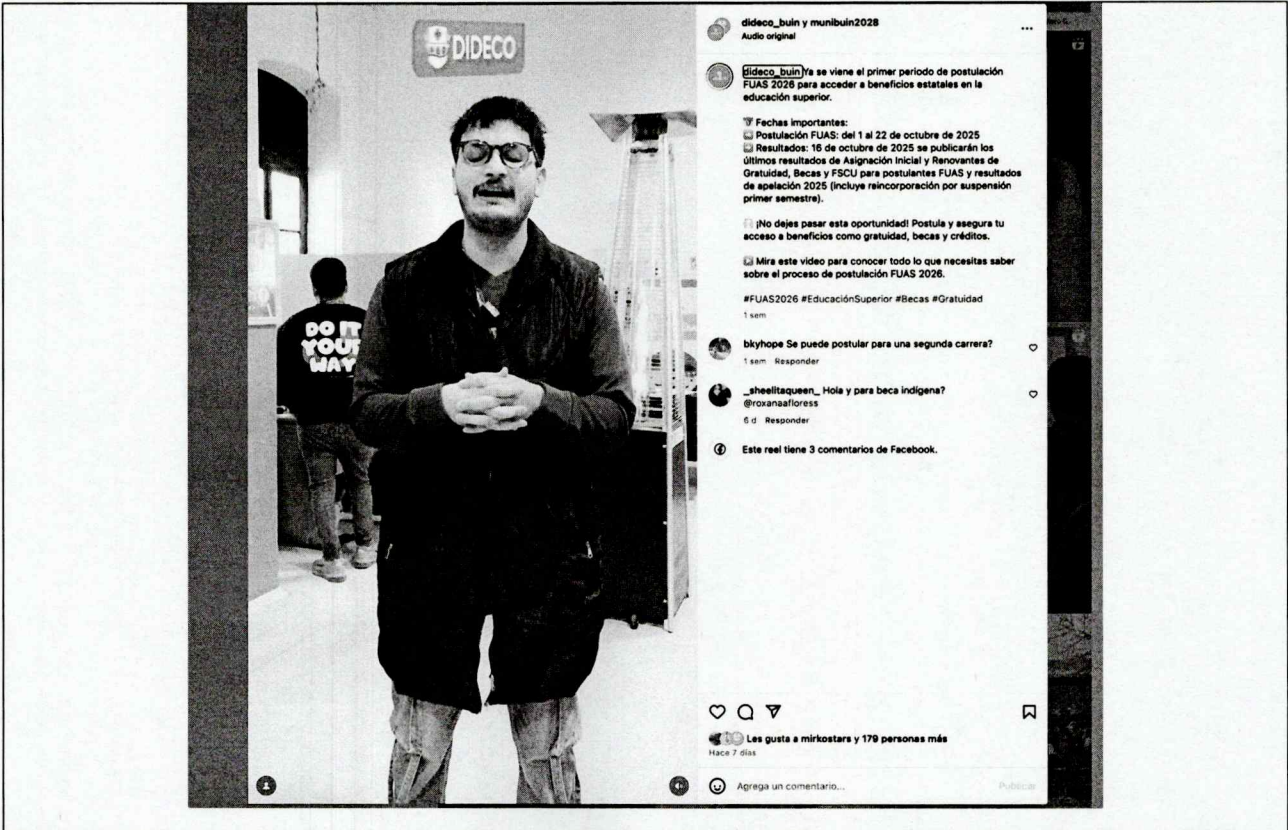 DIDECO
DO IT
YOUR
WAY
dideco_buin y munibuin2028
Audio original
dideco_buin Ya se viene el primer periodo de postulación
FUAS 2026 para acceder a beneficios estatales en la
educación superior.
Fechas importantes:
Postulación FUAS: del 1 al 22 de octubre de 2025
Resultados: 16 de octubre de 2025 se publicarán los
últimos resultados de Asignación Inicial y Renovantes de
Gratuidad, Becas y FSCU para postulantes FUAS y resultados
de apelación 2025 (incluye reincorporación por suspensión
primer semestre).
¡No dejes pasar esta oportunidad! Postula y asegura tu
acceso a beneficios como gratuidad, becas y créditos.
Mira este video para conocer todo lo que necesitas saber
sobre el proceso de postulación FUAS 2026.
#FUAS2026 #EducaciónSuperior #Becas #Gratuidad
1 sem
bkyhope Se puede postular para una segunda carrera?
1 sem Responder
_sheelitaqueen_ Hola y para beca indígena?
@roxanaafloress
6 d Responder
Este reel tiene 3 comentarios de Facebook.
Les gusta a mirkostars y 179 personas más
Hace 7 días
Agrega un comentario...
Publicar